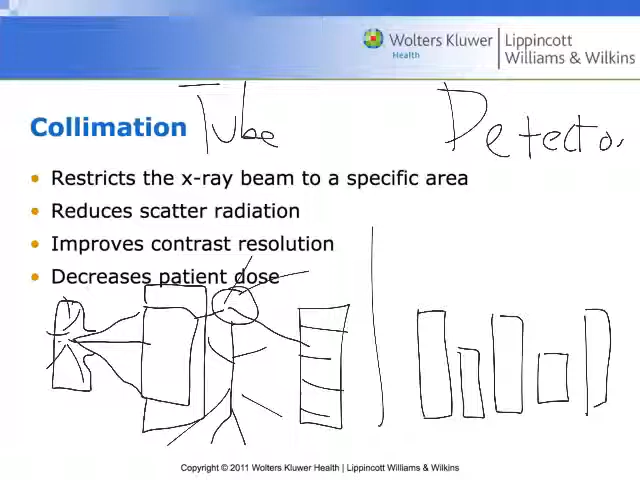 Wolters Kluwer
Health
Lippincott
Williams & Wilkins
Collimation
Tube
Detector
Restricts the x-ray beam to a specific area
Reduces scatter radiation
Improves contrast resolution
Decreases patient dose
Copyright © 2011 Wolters Kluwer Health | Lippincott Williams & Wilkins